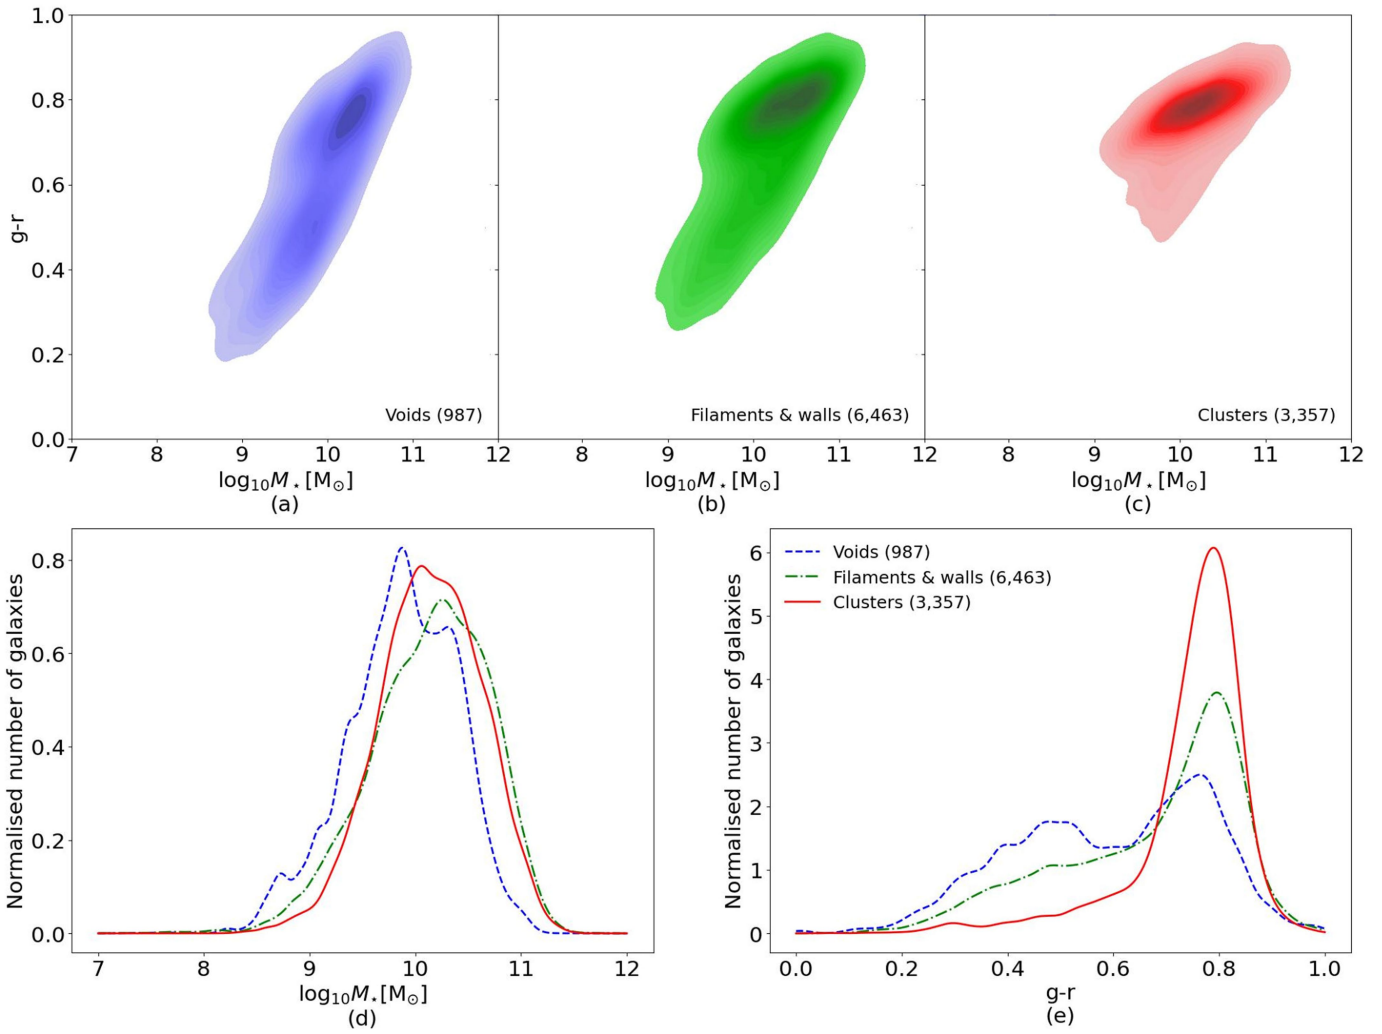 1.0
0.8
0.6
0.4
0.2
0.0
g-r
Voids (987)
Filaments & walls (6,463)
Clusters (3,357)
7 8 9 10 11 12 8 9 10 11 12 8 9 10 11 12
log₁₀M⋆[M⊙] log₁₀M⋆[M⊙] log₁₀M⋆[M⊙]
(a) (b) (c)
Normalised number of galaxies
0.8
0.6
0.4
0.2
0.0
7 8 9 10 11 12
log₁₀M⋆[M⊙]
(d)
Normalised number of galaxies
6
5
4
3
2
1
0
Voids (987)
Filaments & walls (6,463)
Clusters (3,357)
0.0 0.2 0.4 0.6 0.8 1.0
g-r
(e)